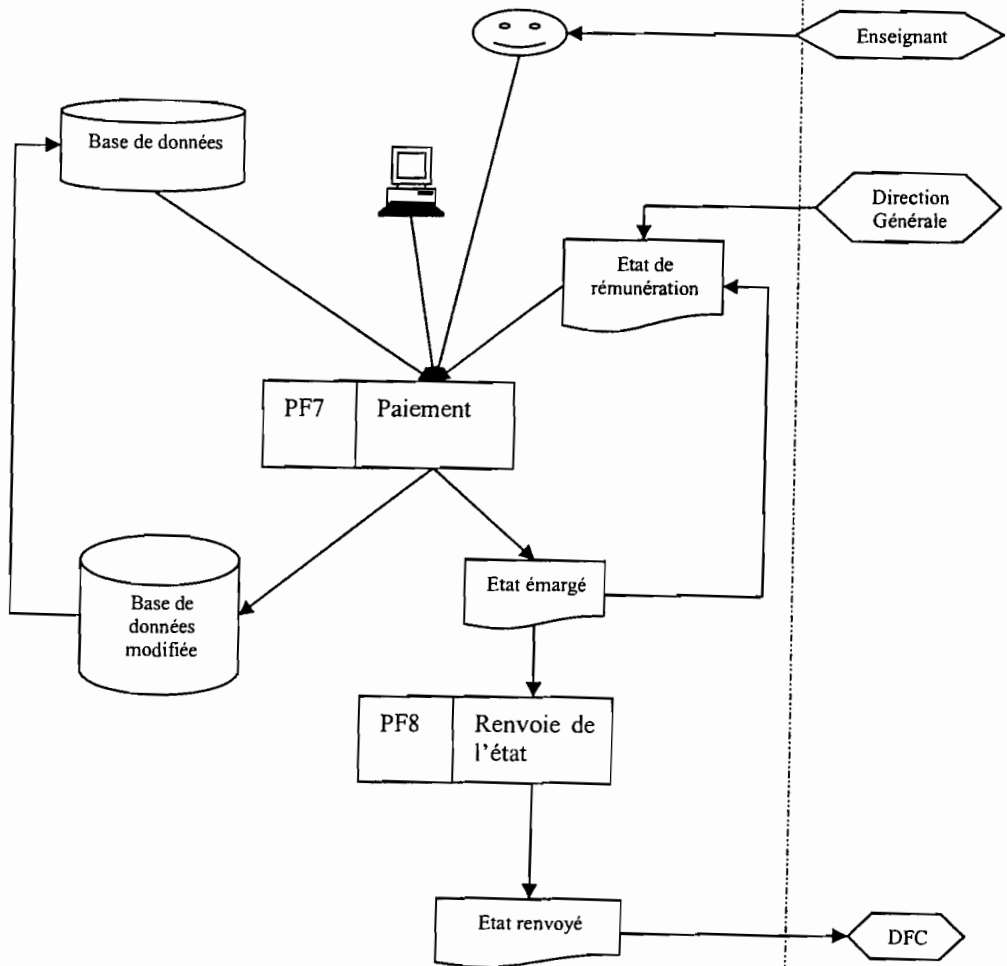 Enseignant
Base de données
Direction
Générale
Etat de
rémunération
PF7
Paiement
Etat émargé
Base de
données
modifiée
PF8
Renvoie de
l'état
Etat renvoyé
DFC